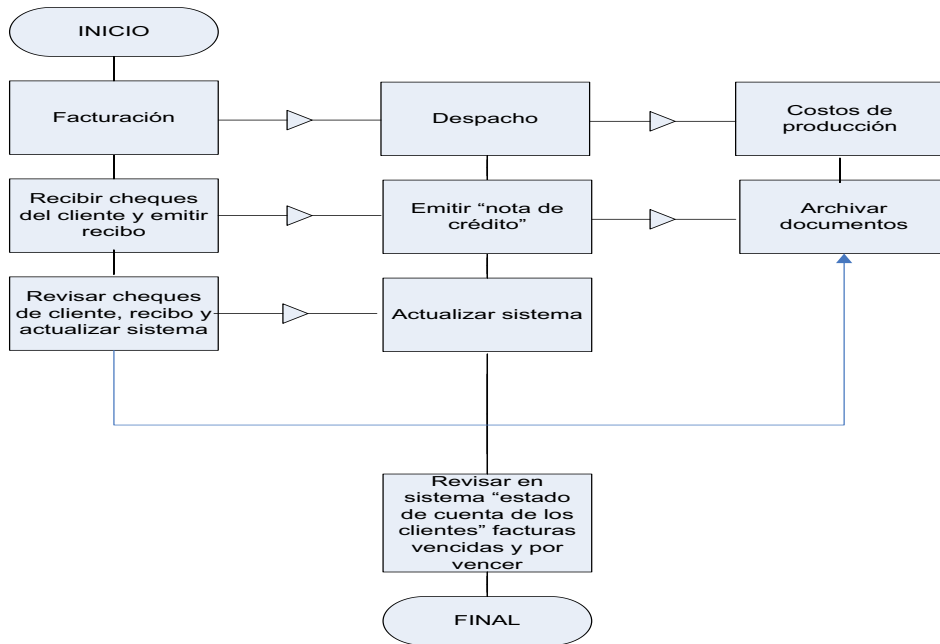 INICIO
Facturación
Despacho
Costos de
producción
Recibir cheques
del cliente y emitir
recibo
Emitir “nota de
crédito”
Archivar
documentos
Revisar cheques
de cliente, recibo y
actualizar sistema
Actualizar sistema
Revisar en
sistema “estado
de cuenta de los
clientes” facturas
vencidas y por
vencer
FINAL